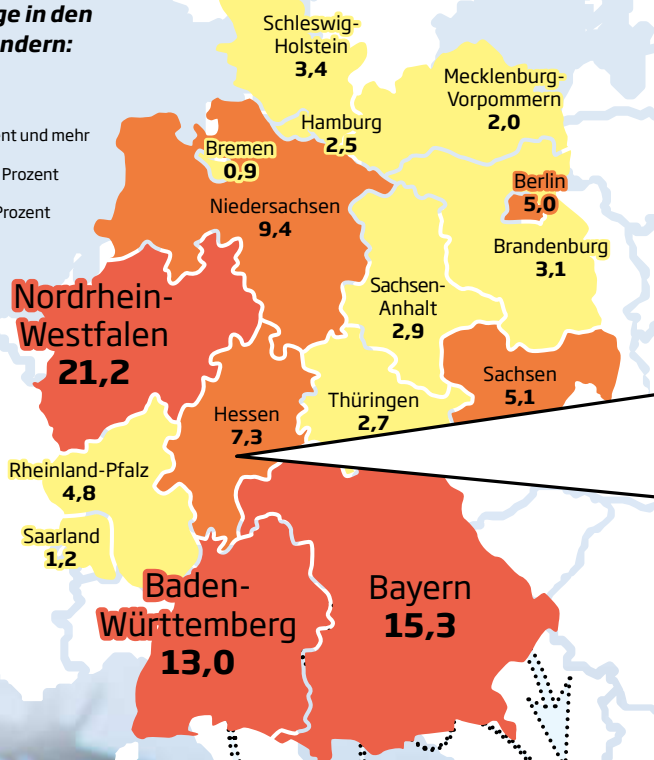 ge in den
ndern:
ent und mehr
Prozent
Prozent
Schleswig-
Holstein
3,4
Mecklenburg-
Vorpommern
2,0
Hamburg
2,5
Bremen
0,9
Berlin
5,0
Niedersachsen
9,4
Brandenburg
3,1
Sachsen-
Anhalt
2,9
Nordrhein-
Westfalen
21,2
Sachsen
5,1
Thüringen
2,7
Hessen
7,3
Rheinland-Pfalz
4,8
Saarland
1,2
Baden-
Württemberg
13,0
Bayern
15,3